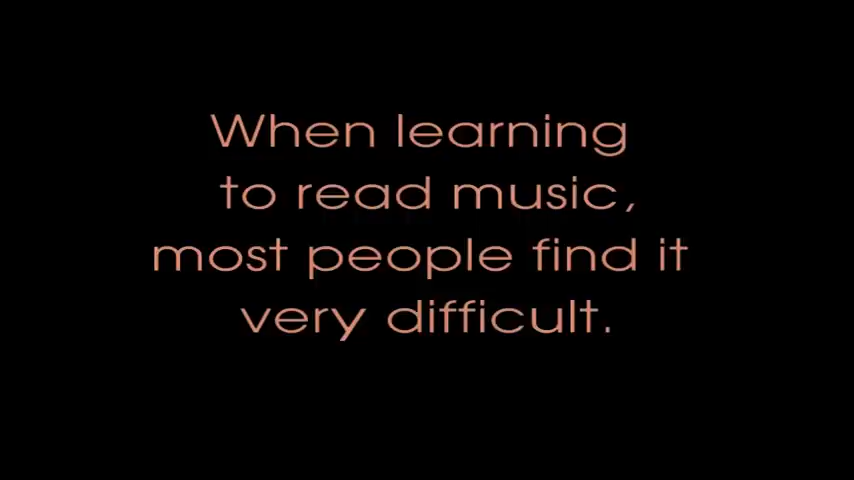 When learning
to read music,
most people find it
very difficult.